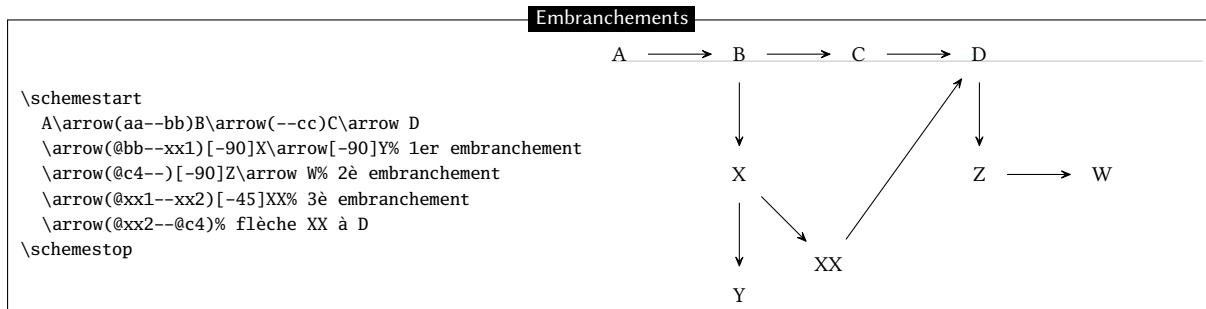 Embranchements
\schemestart
A\arrow(aa--bb)B\arrow(--cc)C\arrow D
\arrow(@bb--xx1)[-90]X\arrow[-90]Y% 1er embranchement
\arrow(@c4--)[-90]Z\arrow W% 2è embranchement
\arrow(@xx1--xx2)[-45]XX% 3è embranchement
\arrow(@xx2--@c4)% flèche XX à D
\schemestop
A B C D
X Z W
XX
Y